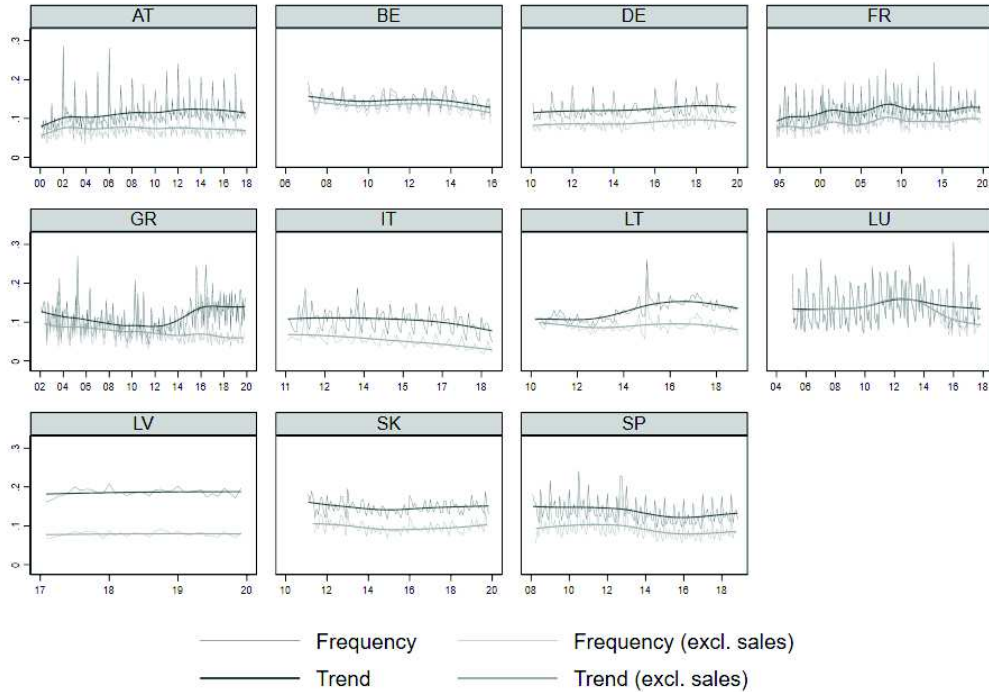 AT BE DE FR
.3
.2
.1
0
00 02 04 06 08 10 12 14 16 18 06 08 10 12 14 16 10 12 14 16 18 20 95 00 05 10 15 20
GR IT LT LU
.3
.2
.1
0
02 04 06 08 10 12 14 16 18 20 11 12 14 15 16 18 10 12 14 16 18 04 06 08 10 12 14 16 18
LV SK SP
.3
.2
.1
0
17 18 19 20 10 12 14 16 18 20 08 10 12 14 16 18
Frequency Frequency (excl. sales)
Trend Trend (excl. sales)